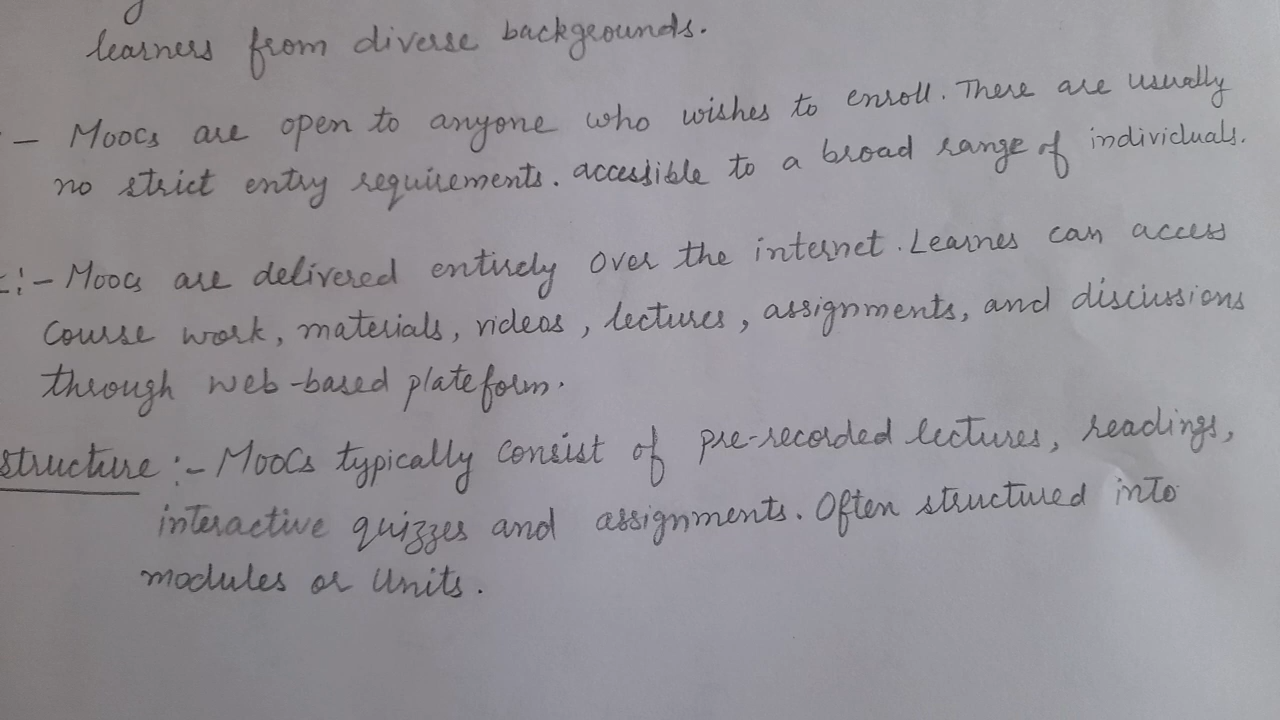 learners from diverse backgrounds.
- Moocs are open to anyone who wishes to enroll. There are usually
no strict entry requirements. accessible to a broad range of individuals.
:- Moocs are delivered entirely over the internet. Learnes can access
course work, materials, videos, lectures, assignments, and disciussions
through web-based plateform.
structure :- MOOCs typically consist of pre-recorded lectures, readings,
interactive quizzes and assignments. Often structured into
modules or Units.